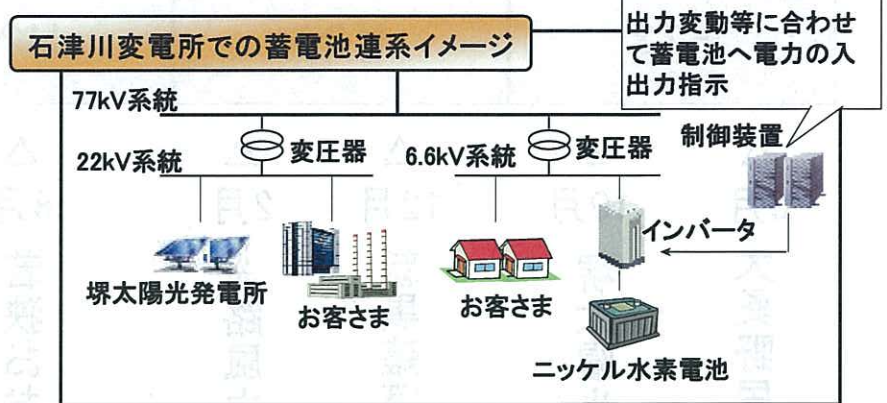 石津川変電所での蓄電池連系イメージ
出力変動等に合わせ
て蓄電池へ電力の入
出力指示
77kV系統
変圧器
変圧器
制御装置
22kV系統
6.6kV系統
インバータ
堺太陽光発電所
お客さま
お客さま
ニッケル水素電池